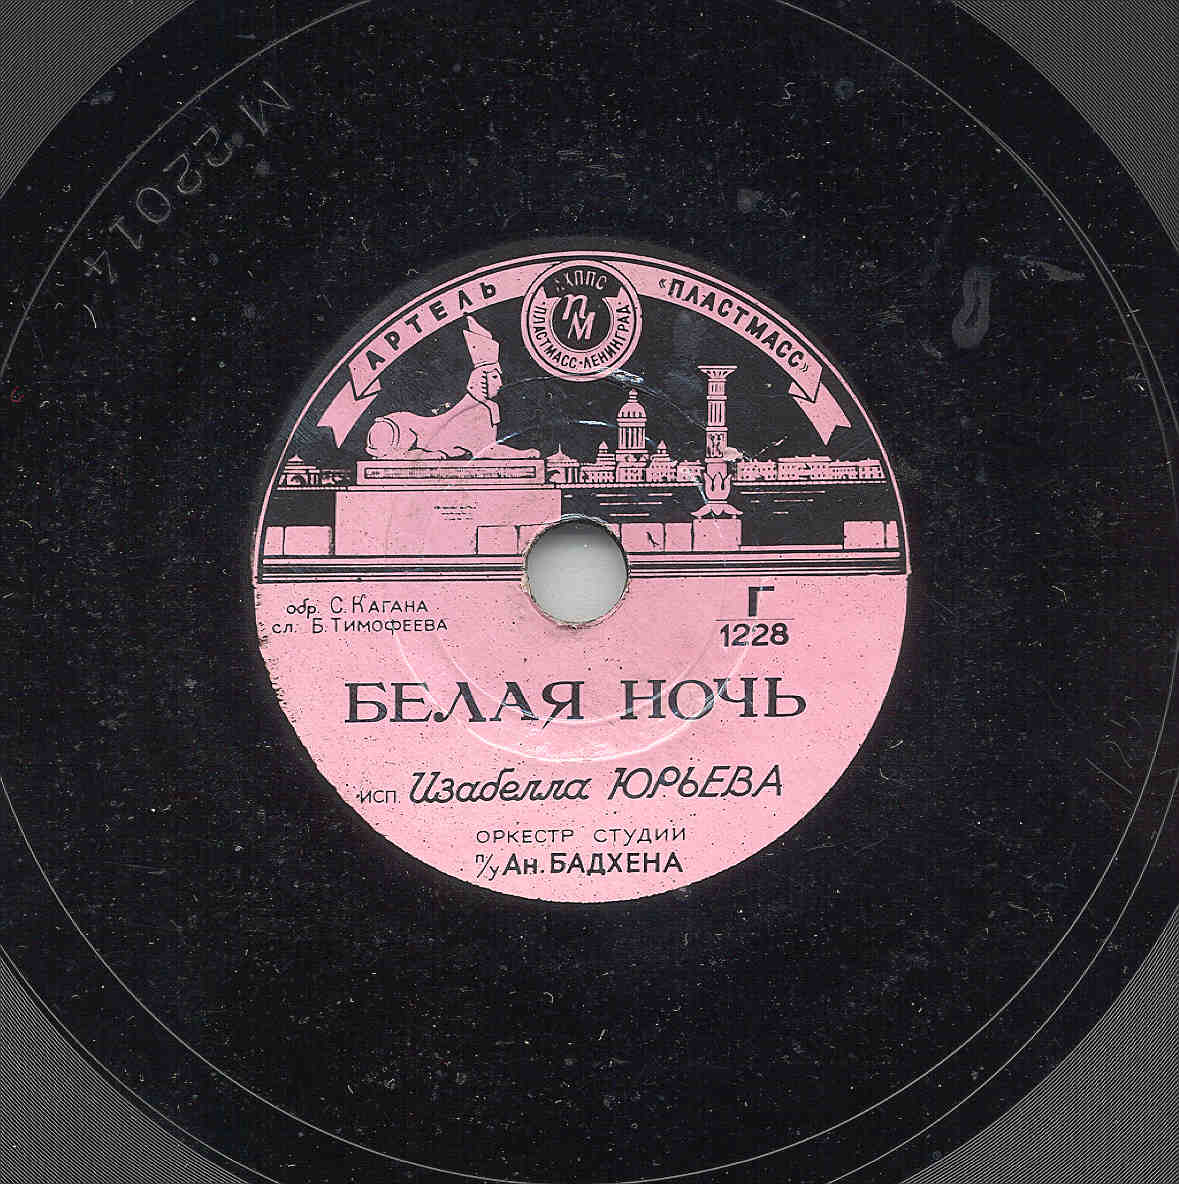 М-22014
АРТЕЛЬ «ПЛАСТМАСС»
ПМ
ПЛАСТМАСС-ЛЕНИНГРАД
обр. С. КАГАНА
сл. Б. ТИМОФЕЕВА
Г
1228
БЕЛАЯ НОЧЬ
исп. Изабелла ЮРЬЕВА
ОРКЕСТР СТУДИИ
п/у Ан. БАДХЕНА